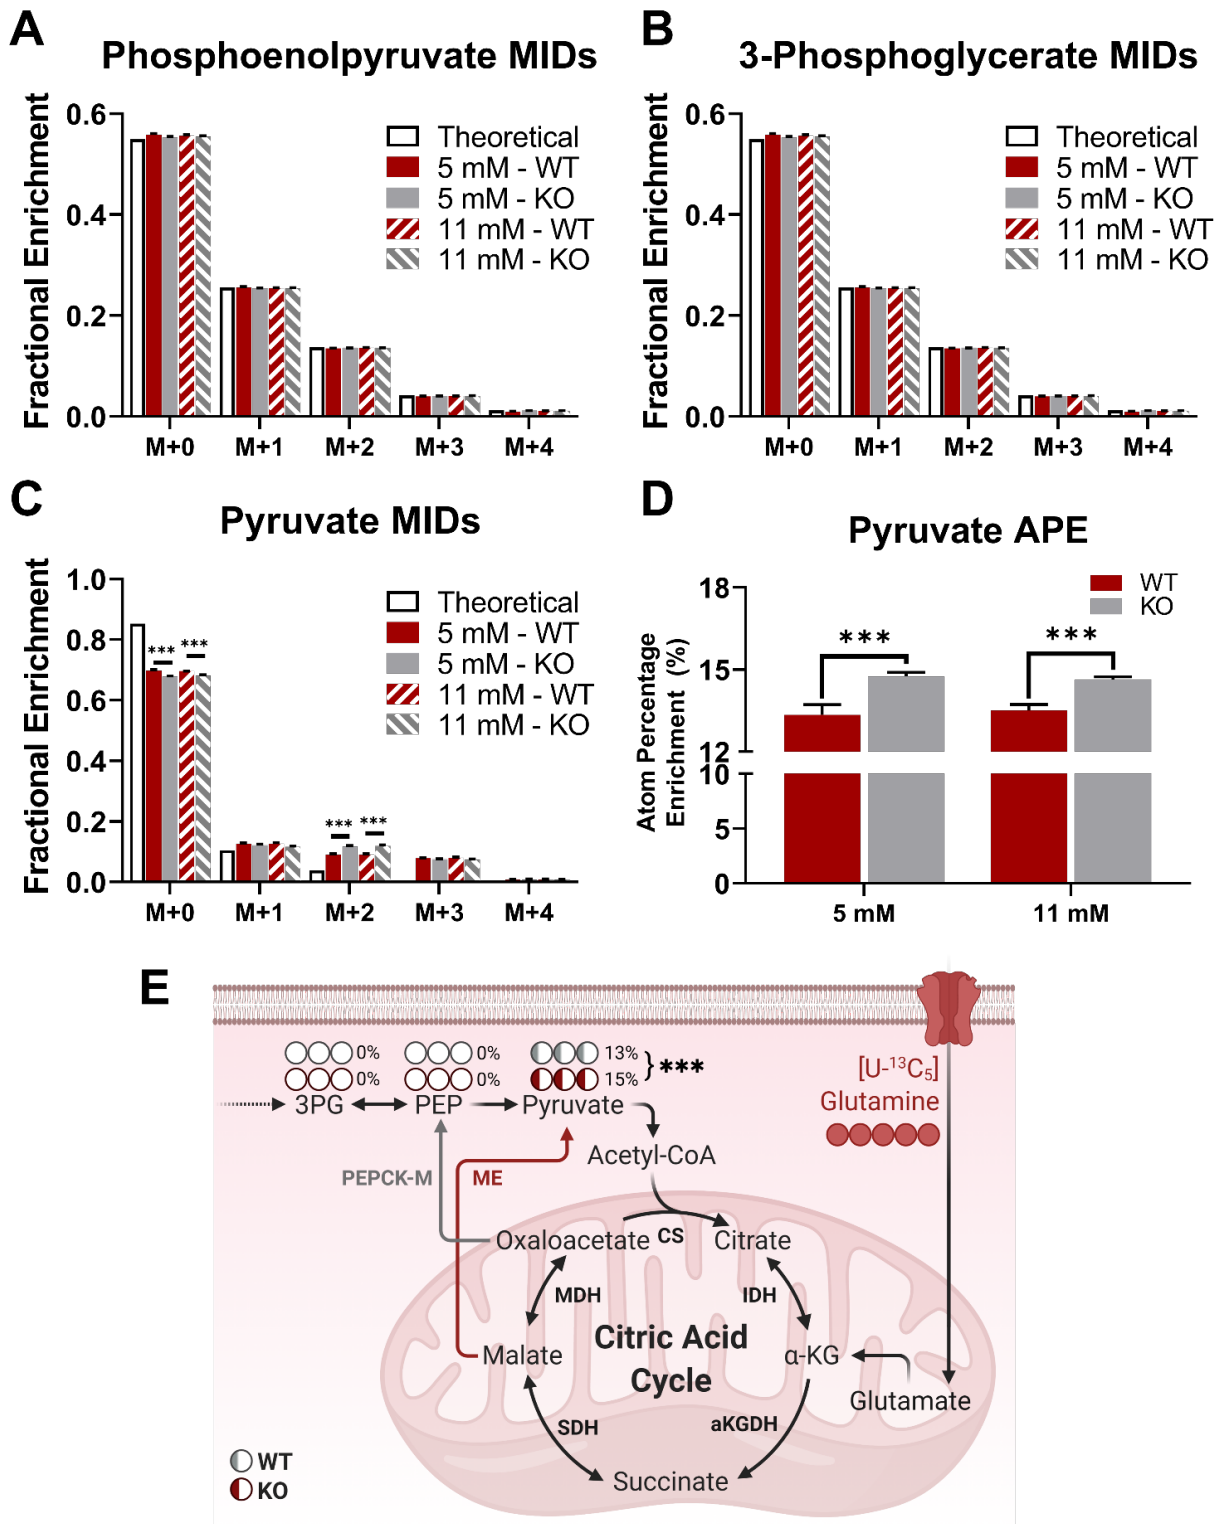 A
Phosphoenolpyruvate MIDs
Fractional Enrichment
0.6
0.4
0.2
0.0
Theoretical
5 mM - WT
5 mM - KO
11 mM - WT
11 mM - KO
M+0 M+1 M+2 M+3 M+4
B
3-Phosphoglycerate MIDs
Fractional Enrichment
0.6
0.4
0.2
0.0
Theoretical
5 mM - WT
5 mM - KO
11 mM - WT
11 mM - KO
M+0 M+1 M+2 M+3 M+4
C
Pyruvate MIDs
Fractional Enrichment
1.0
0.8
0.6
0.4
0.2
0.0
Theoretical
5 mM - WT
5 mM - KO
11 mM - WT
11 mM - KO
*** ***
*** ***
M+0 M+1 M+2 M+3 M+4
D
Pyruvate APE
Atom Percentage
Enrichment (%)
18
15
12
10
5
0
WT
KO
*** ***
5 mM 11 mM
E
0% 0% 13%
0% 0% 15%
***
3PG PEP Pyruvate
[U-¹³C₅]
Glutamine
Acetyl-CoA
PEPCK-M ME
Oxaloacetate CS Citrate
MDH IDH
Citric Acid
Cycle
Malate α-KG
Glutamate
SDH aKGDH
Succinate
WT
KO